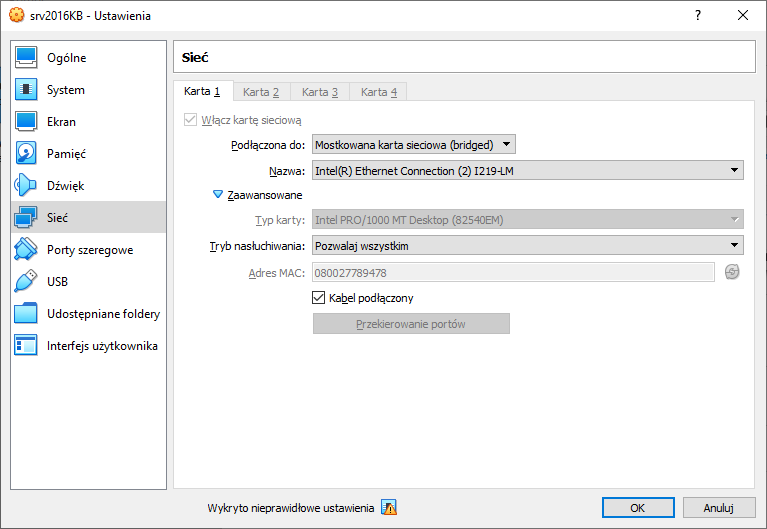 srv2016KB - Ustawienia
?
Ogólne
System
Ekran
Pamięć
Dźwięk
Sieć
Porty szeregowe
USB
Udostępniane foldery
Interfejs użytkownika
Sieć
Karta 1 Karta 2 Karta 3 Karta 4
Włącz kartę sieciową
Podłączona do: Mostkowana karta sieciowa (bridged)
Nazwa: Intel(R) Ethernet Connection (2) I219-LM
Zaawansowane
Typ karty: Intel PRO/1000 MT Desktop (82540EM)
Tryb nasłuchiwania: Pozwalaj wszystkim
Adres MAC: 080027789478
Kabel podłączony
Przekierowanie portów
Wykryto nieprawidłowe ustawienia
OK Anuluj